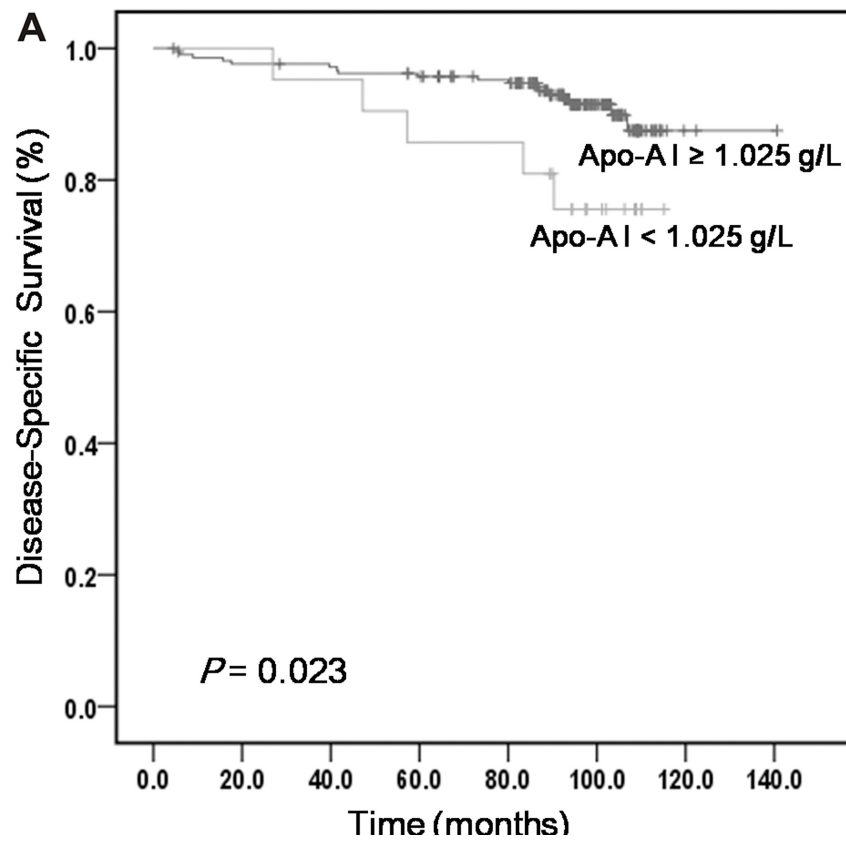 A
Disease-Specific Survival (%)
1.0
0.8
0.6
0.4
0.2
0.0
Apo-A I ≥ 1.025 g/L
Apo-A I < 1.025 g/L
P = 0.023
0.0 20.0 40.0 60.0 80.0 100.0 120.0 140.0
Time (months)